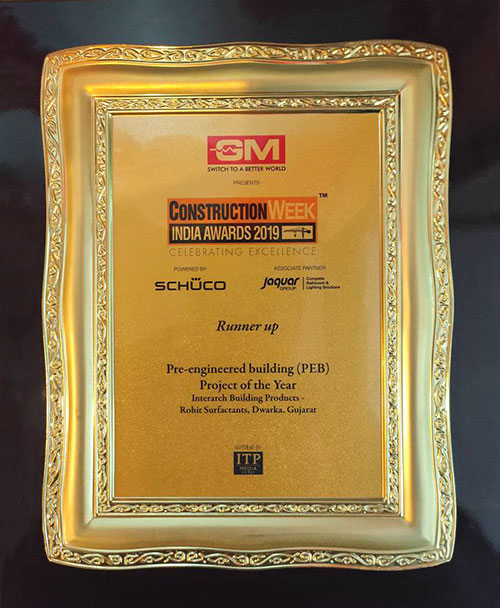 GM
SWITCH TO A BETTER WORLD
PRESENTS
CONSTRUCTION WEEK™
INDIA AWARDS 2019
CELEBRATING EXCELLENCE
POWERED BY
SCHÜCO
ASSOCIATE PARTNER
Jaquar
GROUP
Complete
Bathroom &
Lighting Solutions
Runner up
Pre-engineered building (PEB)
Project of the Year
Interarch Building Products -
Rohit Surfactants, Dwarka, Gujarat
ITP
MEDIA